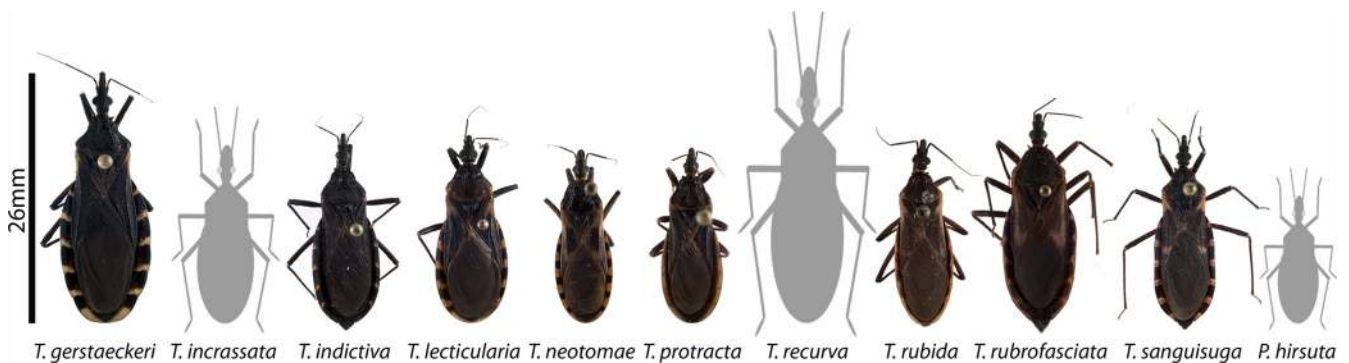 26mm
T. gerstaeckeri T. incrassata T. indictiva T. lecticularia T. neotomae T. protracta T. recurva T. rubida T. rubrofasciata T. sanguisuga P. hirsuta